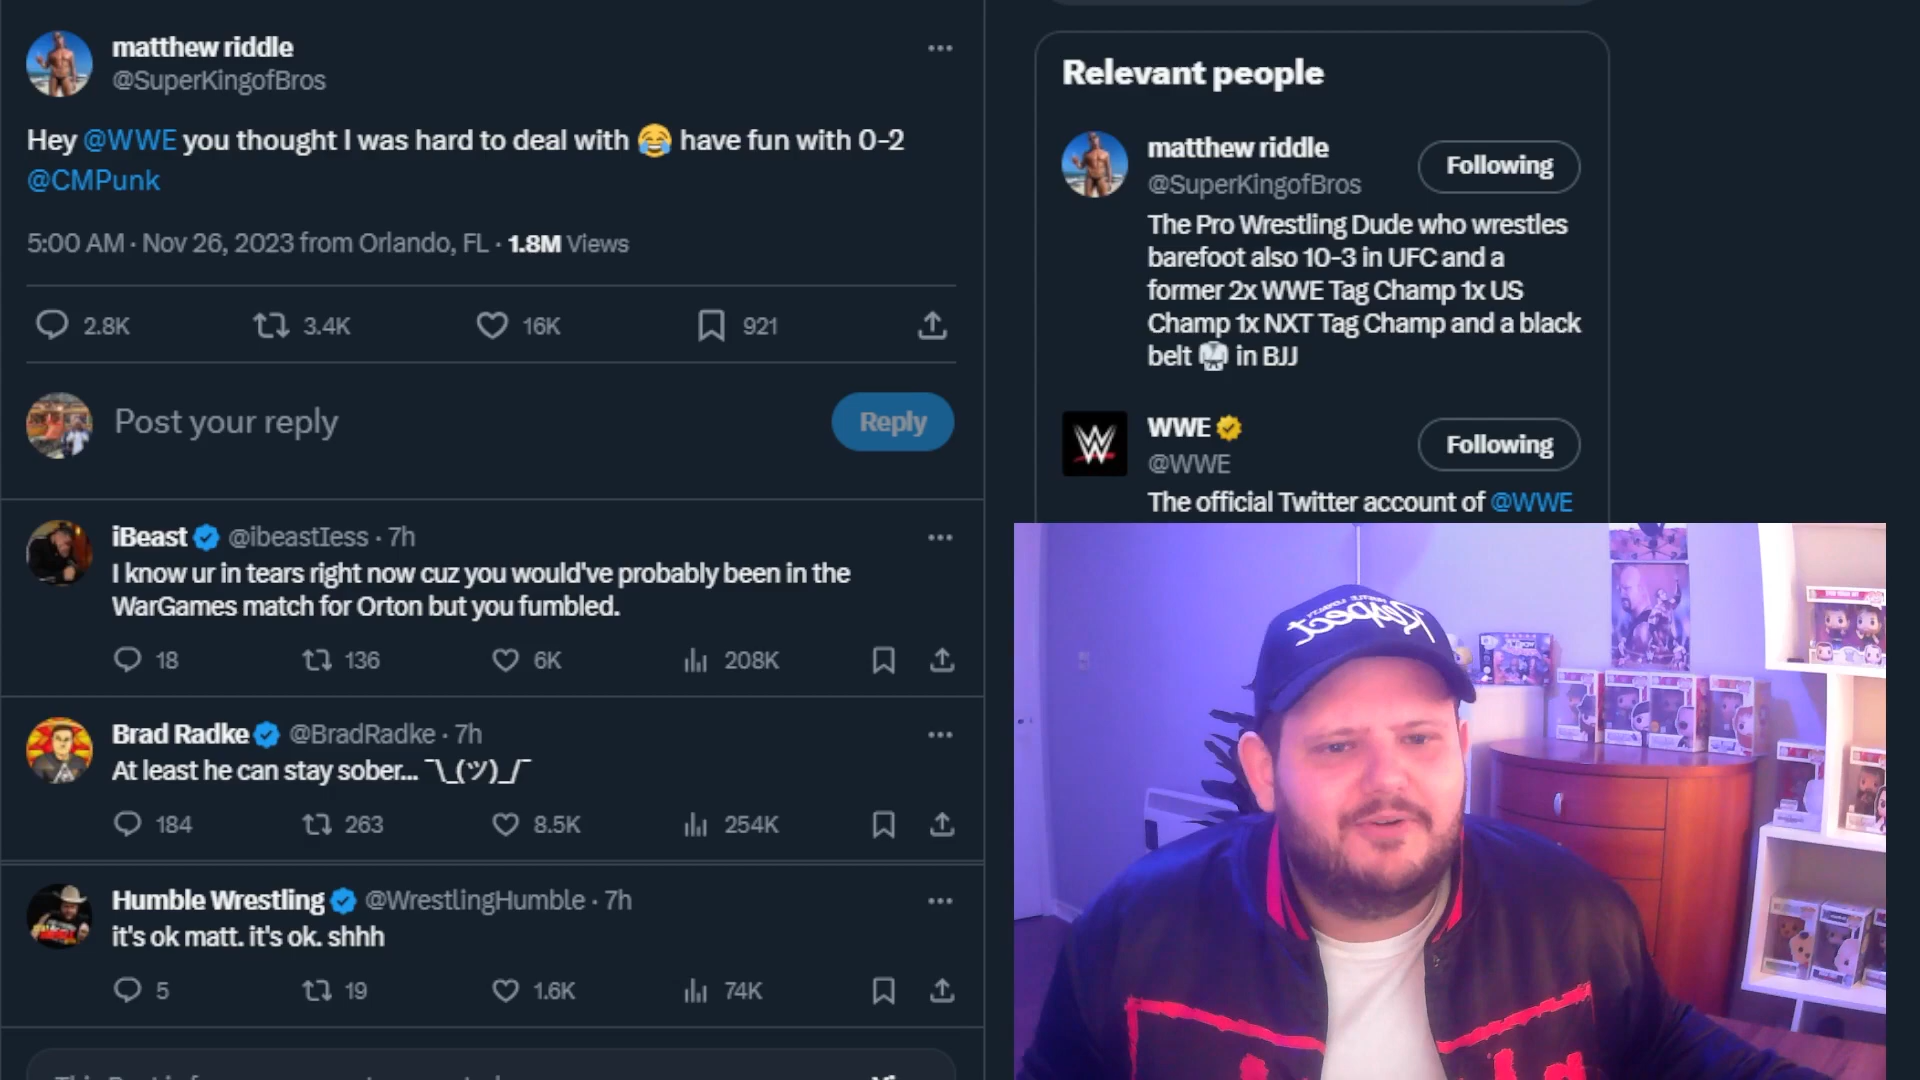 matthew riddle
@SuperKingofBros
Hey @WWE you thought I was hard to deal with 😂 have fun with 0-2
@CMPunk
5:00 AM · Nov 26, 2023 from Orlando, FL · 1.8M Views
2.8K 3.4K 16K 921
Post your reply
Reply
iBeast @ibeastIess · 7h
I know ur in tears right now cuz you would've probably been in the
WarGames match for Orton but you fumbled.
18 136 6K 208K
Brad Radke @BradRadke · 7h
At least he can stay sober... ¯\_(ツ)_/¯
184 263 8.5K 254K
Humble Wrestling @WrestlingHumble · 7h
it's ok matt. it's ok. shhh
5 19 1.6K 74K
Relevant people
matthew riddle
@SuperKingofBros
Following
The Pro Wrestling Dude who wrestles
barefoot also 10-3 in UFC and a
former 2x WWE Tag Champ 1x US
Champ 1x NXT Tag Champ and a black
belt 🥋 in BJJ
WWE
@WWE
Following
The official Twitter account of @WWE
Respect